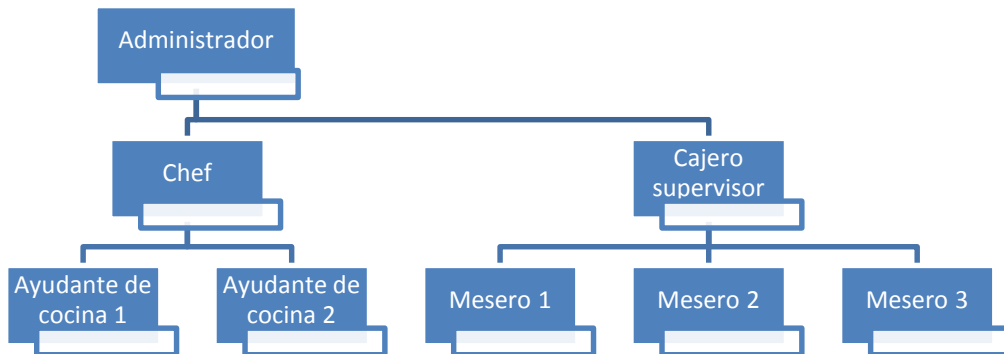 Administrador
Chef
Cajero
supervisor
Ayudante de
cocina 1
Ayudante de
cocina 2
Mesero 1
Mesero 2
Mesero 3